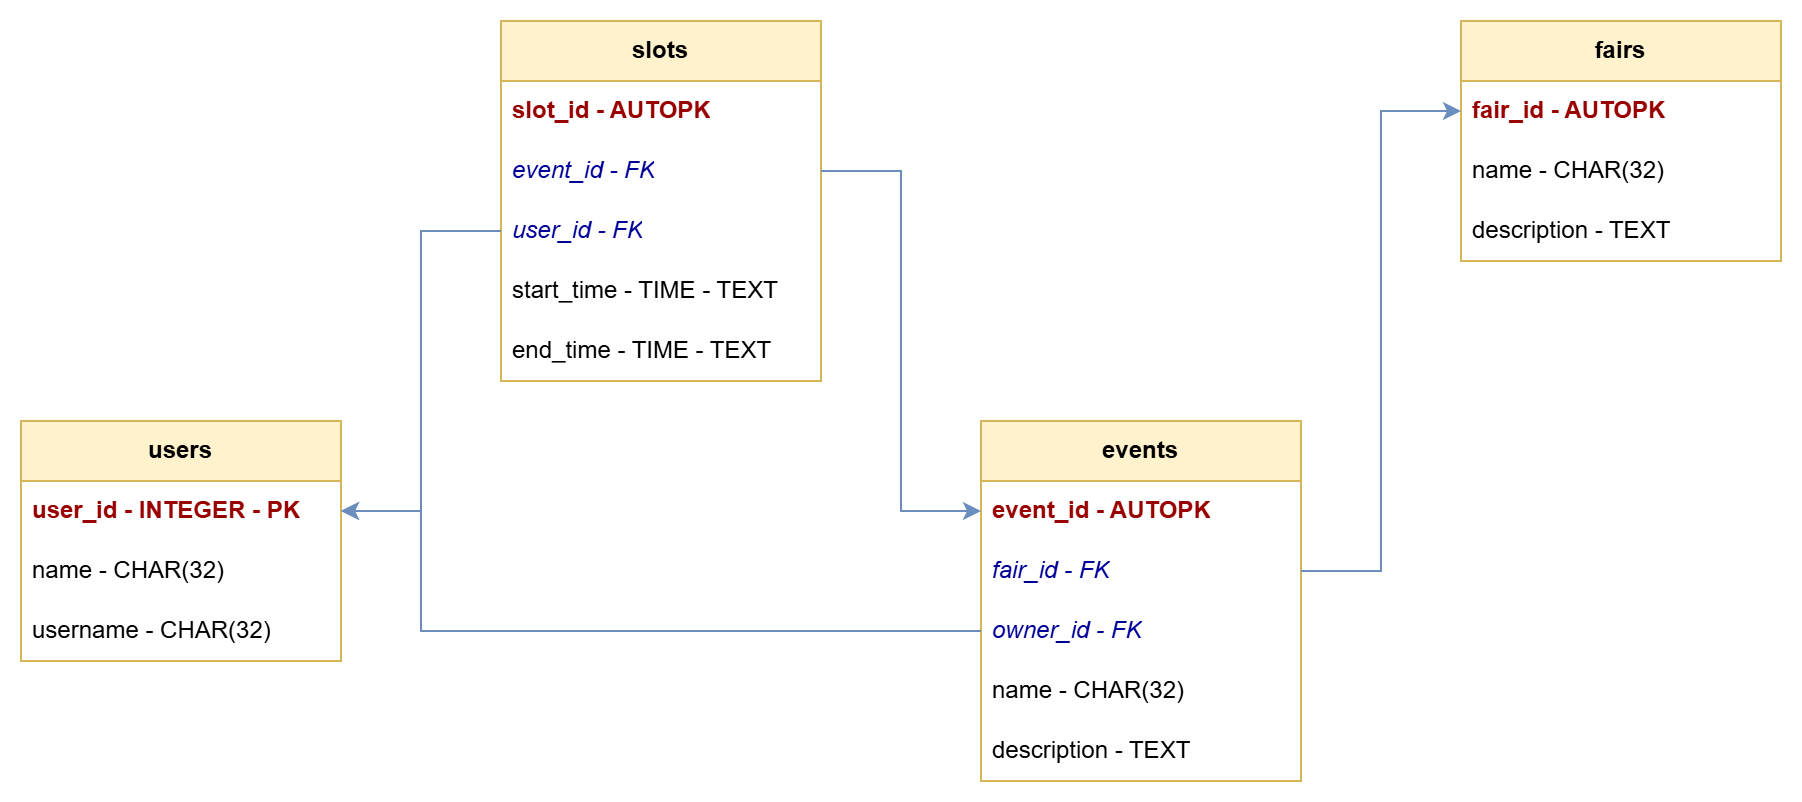 slots
slot_id - AUTOPK
event_id - FK
user_id - FK
start_time - TIME - TEXT
end_time - TIME - TEXT
fairs
fair_id - AUTOPK
name - CHAR(32)
description - TEXT
users
user_id - INTEGER - PK
name - CHAR(32)
username - CHAR(32)
events
event_id - AUTOPK
fair_id - FK
owner_id - FK
name - CHAR(32)
description - TEXT